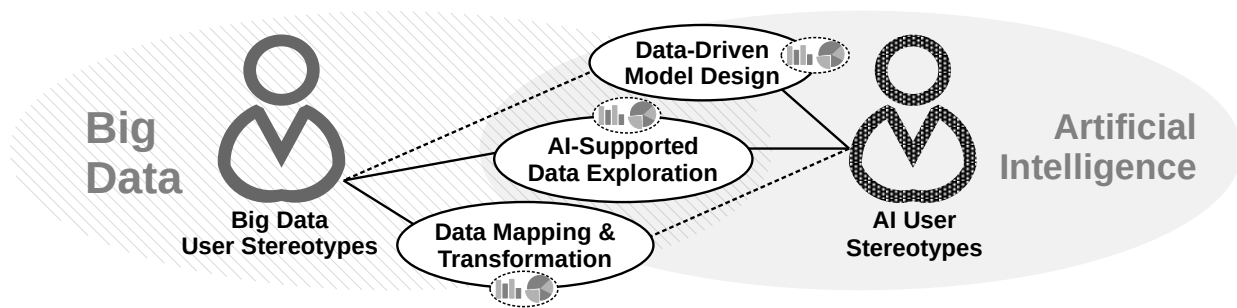 Big
Data
Big Data
User Stereotypes
Data-Driven
Model Design
AI-Supported
Data Exploration
Data Mapping &
Transformation
AI User
Stereotypes
Artificial
Intelligence